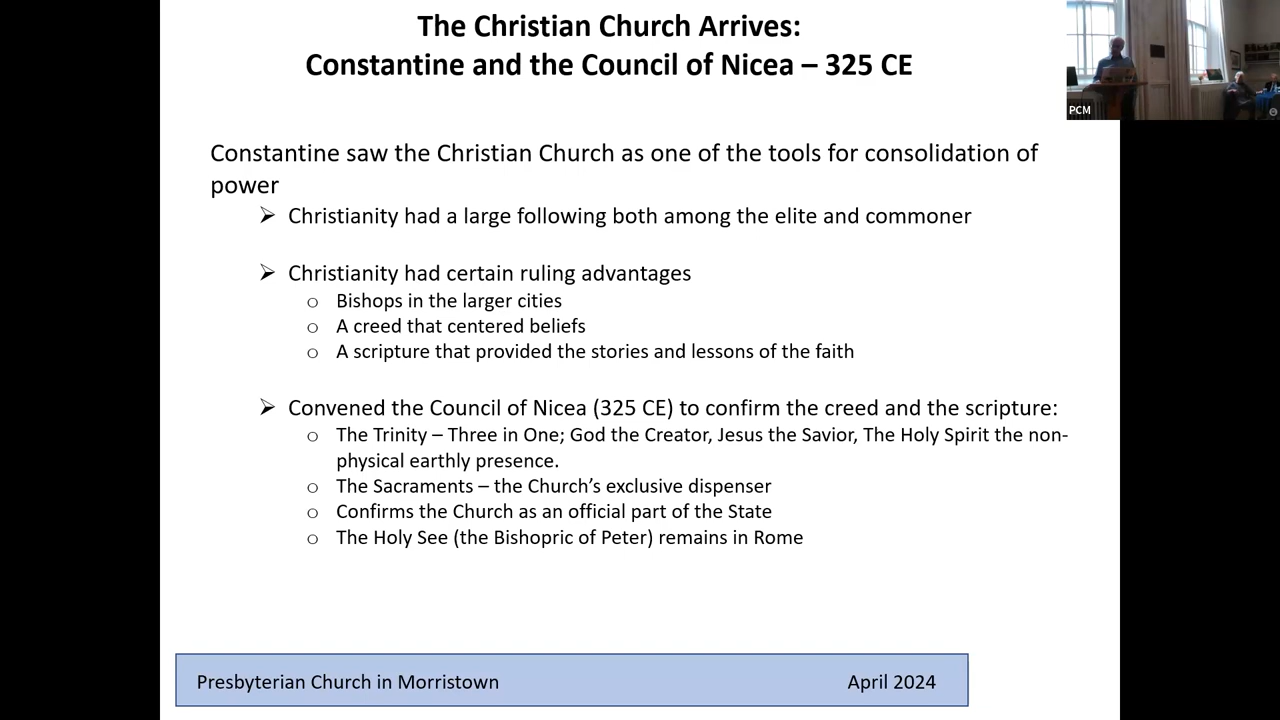 The Christian Church Arrives:
Constantine and the Council of Nicea – 325 CE
PCM
Constantine saw the Christian Church as one of the tools for consolidation of
power
➢ Christianity had a large following both among the elite and commoner
➢ Christianity had certain ruling advantages
o Bishops in the larger cities
o A creed that centered beliefs
o A scripture that provided the stories and lessons of the faith
➢ Convened the Council of Nicea (325 CE) to confirm the creed and the scripture:
o The Trinity – Three in One; God the Creator, Jesus the Savior, The Holy Spirit the non-
physical earthly presence.
o The Sacraments – the Church’s exclusive dispenser
o Confirms the Church as an official part of the State
o The Holy See (the Bishopric of Peter) remains in Rome
Presbyterian Church in Morristown April 2024